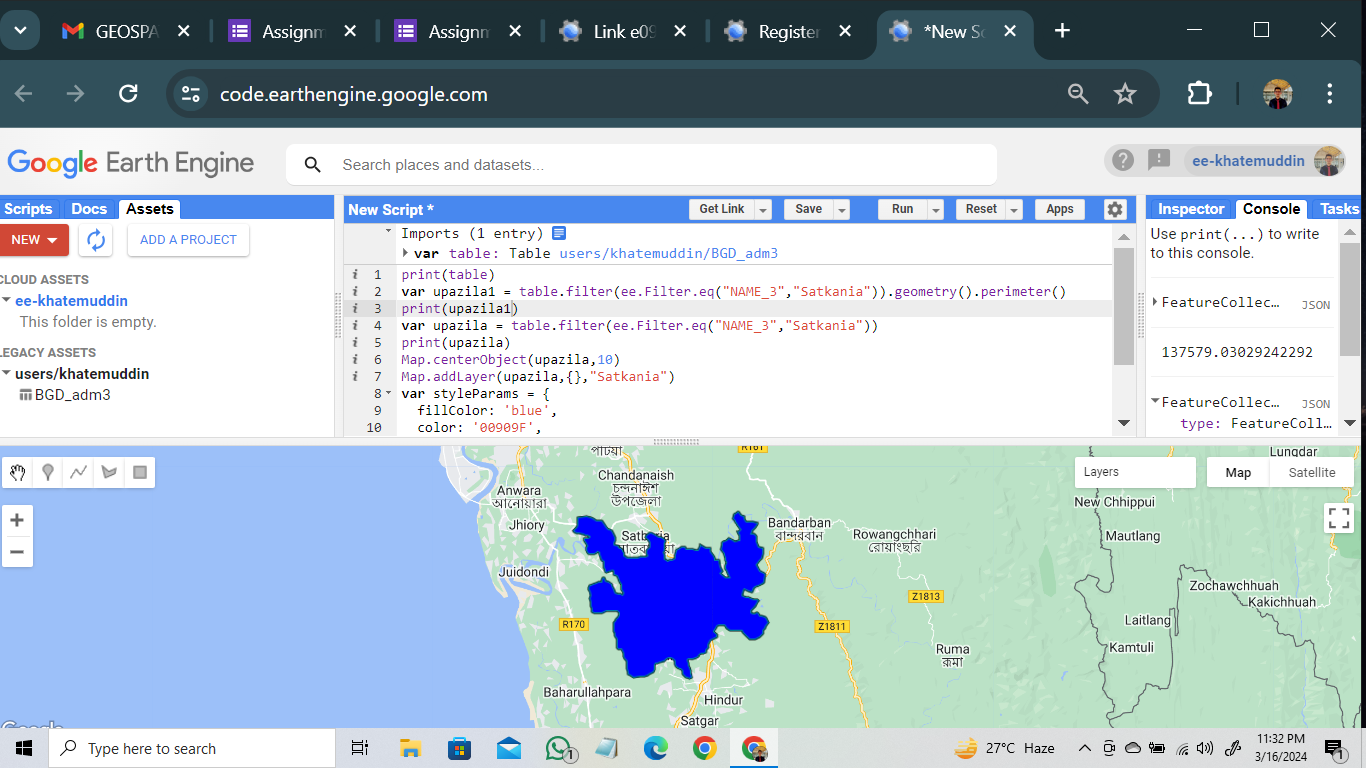 GEOSPA
Assignm
Assignm
Link e09
Register
*New Sc
code.earthengine.google.com
Google Earth Engine
Search places and datasets...
ee-khatemuddin
Scripts Docs Assets
NEW
ADD A PROJECT
CLOUD ASSETS
ee-khatemuddin
This folder is empty.
LEGACY ASSETS
users/khatemuddin
BGD_adm3
New Script *
Get Link Save Run Reset Apps
Imports (1 entry)
var table: Table users/khatemuddin/BGD_adm3
1 print(table)
2 var upazila1 = table.filter(ee.Filter.eq("NAME_3","Satkania")).geometry().perimeter()
3 print(upazila1)
4 var upazila = table.filter(ee.Filter.eq("NAME_3","Satkania"))
5 print(upazila)
6 Map.centerObject(upazila,10)
7 Map.addLayer(upazila,{},"Satkania")
8 var styleParams = {
9 fillColor: 'blue',
10 color: '00909F',
Inspector Console Tasks
Use print(...) to write
to this console.
FeatureCollec… JSON
137579.03029242292
FeatureCollec… JSON
type: FeatureColl…
Layers
Map Satellite
পটিয়া
R161
Lungdar
Chandanaish
চন্দনাইশ
উপজেলা
Anwara
আনোয়ারা
New Chhippui
Jhiory
Bandarban
বান্দরবান
Rowangchhari
রোয়াংছরি
Mautlang
Juidondi
Zochawchhuah
Kakichhuah
Z1813
R170
Z1811
Laitlang
Kamtuli
Ruma
রুমা
Baharullahpara
Hindur
Satgar
Google
Type here to search
1
27°C Haze
11:32 PM
3/16/2024
1